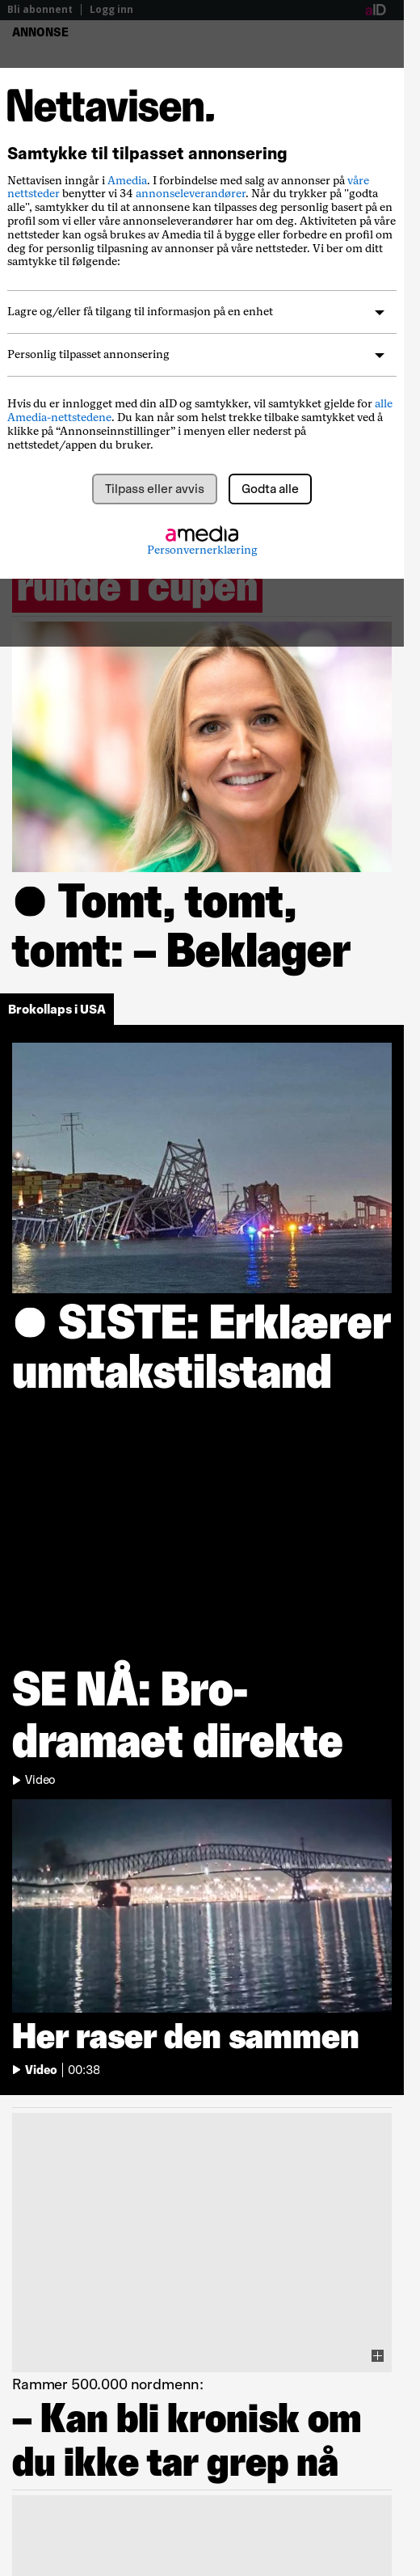 Bli abonnent | Logg inn
aID
ANNONSE
Nettavisen.
Samtykke til tilpasset annonsering
Nettavisen inngår i Amedia. I forbindelse med salg av annonser på våre
nettsteder benytter vi 34 annonseleverandører. Når du trykker på "godta
alle", samtykker du til at annonsene kan tilpasses deg personlig basert på en
profil som vi eller våre annonseleverandører har om deg. Aktiviteten på våre
nettsteder kan også brukes av Amedia til å bygge eller forbedre en profil om
deg for personlig tilpasning av annonser på våre nettsteder. Vi ber om ditt
samtykke til følgende:
Lagre og/eller få tilgang til informasjon på en enhet
Personlig tilpasset annonsering
Hvis du er innlogget med din aID og samtykker, vil samtykket gjelde for alle
Amedia-nettstedene. Du kan når som helst trekke tilbake samtykket ved å
klikke på “Annonseinnstillinger” i menyen eller nederst på
nettstedet/appen du bruker.
Tilpass eller avvis
Godta alle
amedia
Personvernerklæring
runde i cupen
● Tomt, tomt,
tomt: – Beklager
Brokollaps i USA
● SISTE: Erklærer
unntakstilstand
SE NÅ: Bro-
dramaet direkte
Video
Her raser den sammen
Video | 00:38
Rammer 500.000 nordmenn:
– Kan bli kronisk om
du ikke tar grep nå